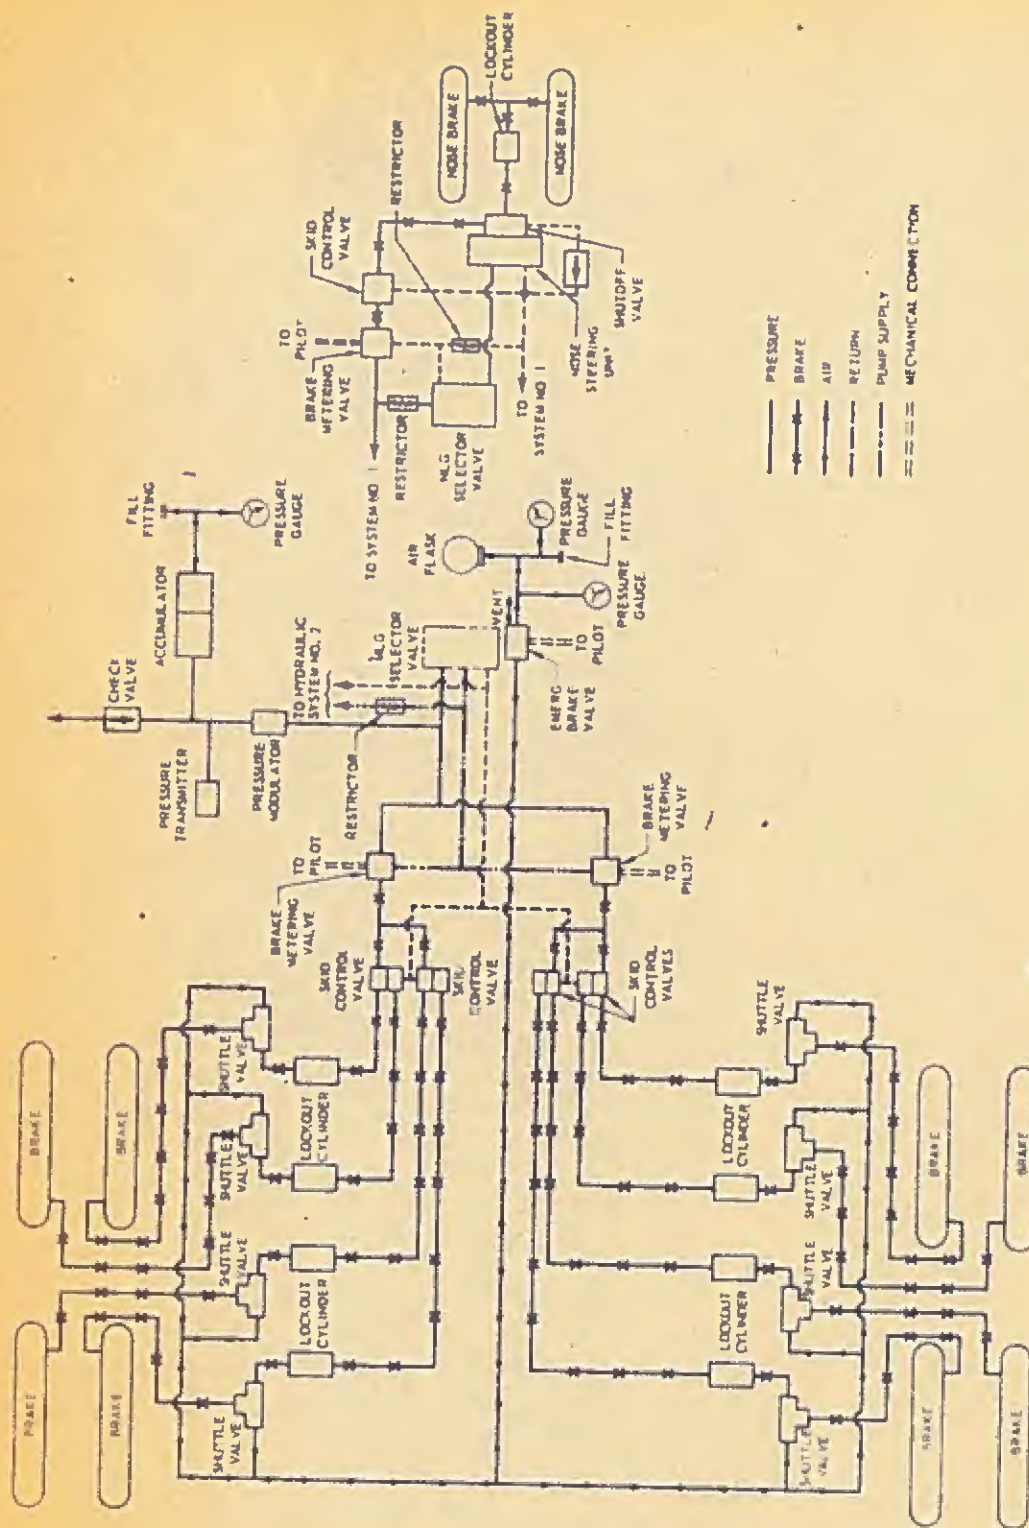 LOCKOUT
CYLINDER
NOSE BRAKE
NOSE BRAKE
RESTRICTOR
SKID
CONTROL
VALVE
TO
PILOT
BRAKE
METERING
VALVE
SHUTOFF
VALVE
NOSE
STEERING
TO
SYSTEM NO 1
TO SYSTEM NO 1
RESTRICTOR
SELECTOR
VALVE
PRESSURE
BRAKE
AIR
RETURN
PUMP SUPPLY
MECHANICAL CONNECTION
FILL
FITTING
PRESSURE
GAUGE
ACCUMULATOR
CHECK
VALVE
PRESSURE
TRANSMITTER
PRESSURE
MODULATOR
AIR
FLASK
PRESSURE
GAUGE
FILL
FITTING
PRESSURE
GAUGE
VENT
TO
PILOT
EMERG
BRAKE
VALVE
MLG
SELECTOR
VALVE
TO HYDRAULIC
SYSTEM NO. 2
RESTRICTOR
TO
PILOT
BRAKE
METERING
VALVE
BRAKE
METERING
VALVE
TO
PILOT
SKID
CONTROL
VALVE
SKID
CONTROL
VALVE
SKID
CONTROL
VALVES
SHUTTLE
VALVE
SHUTTLE
VALVE
SHUTTLE
VALVE
SHUTTLE
VALVE
LOCKOUT
CYLINDER
LOCKOUT
CYLINDER
SHUTTLE
VALVE
SHUTTLE
VALVE
SHUTTLE
VALVE
SHUTTLE
VALVE
LOCKOUT
CYLINDER
LOCKOUT
CYLINDER
BRAKE
BRAKE
BRAKE
BRAKE
BRAKE
BRAKE
BRAKE
BRAKE